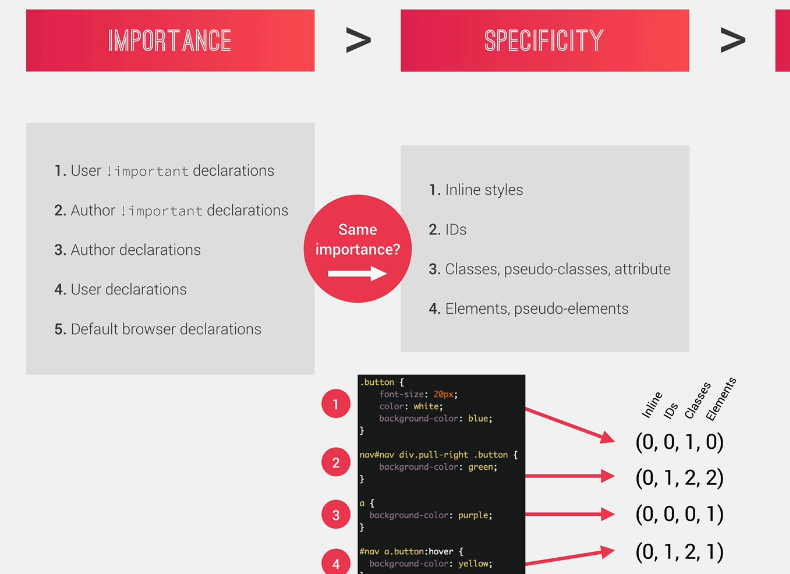 IMPORTANCE > SPECIFICITY >
1. User !important declarations
2. Author !important declarations
3. Author declarations
4. User declarations
5. Default browser declarations
Same
importance?
1. Inline styles
2. IDs
3. Classes, pseudo-classes, attribute
4. Elements, pseudo-elements
1
.button {
font-size: 20px;
color: white;
background-color: blue;
}
2
nav#nav div.pull-right .button {
background-color: green;
}
3
a {
background-color: purple;
}
4
#nav a.button:hover {
background-color: yellow;
}
Inline
IDs
Classes
Elements
(0, 0, 1, 0)
(0, 1, 2, 2)
(0, 0, 0, 1)
(0, 1, 2, 1)